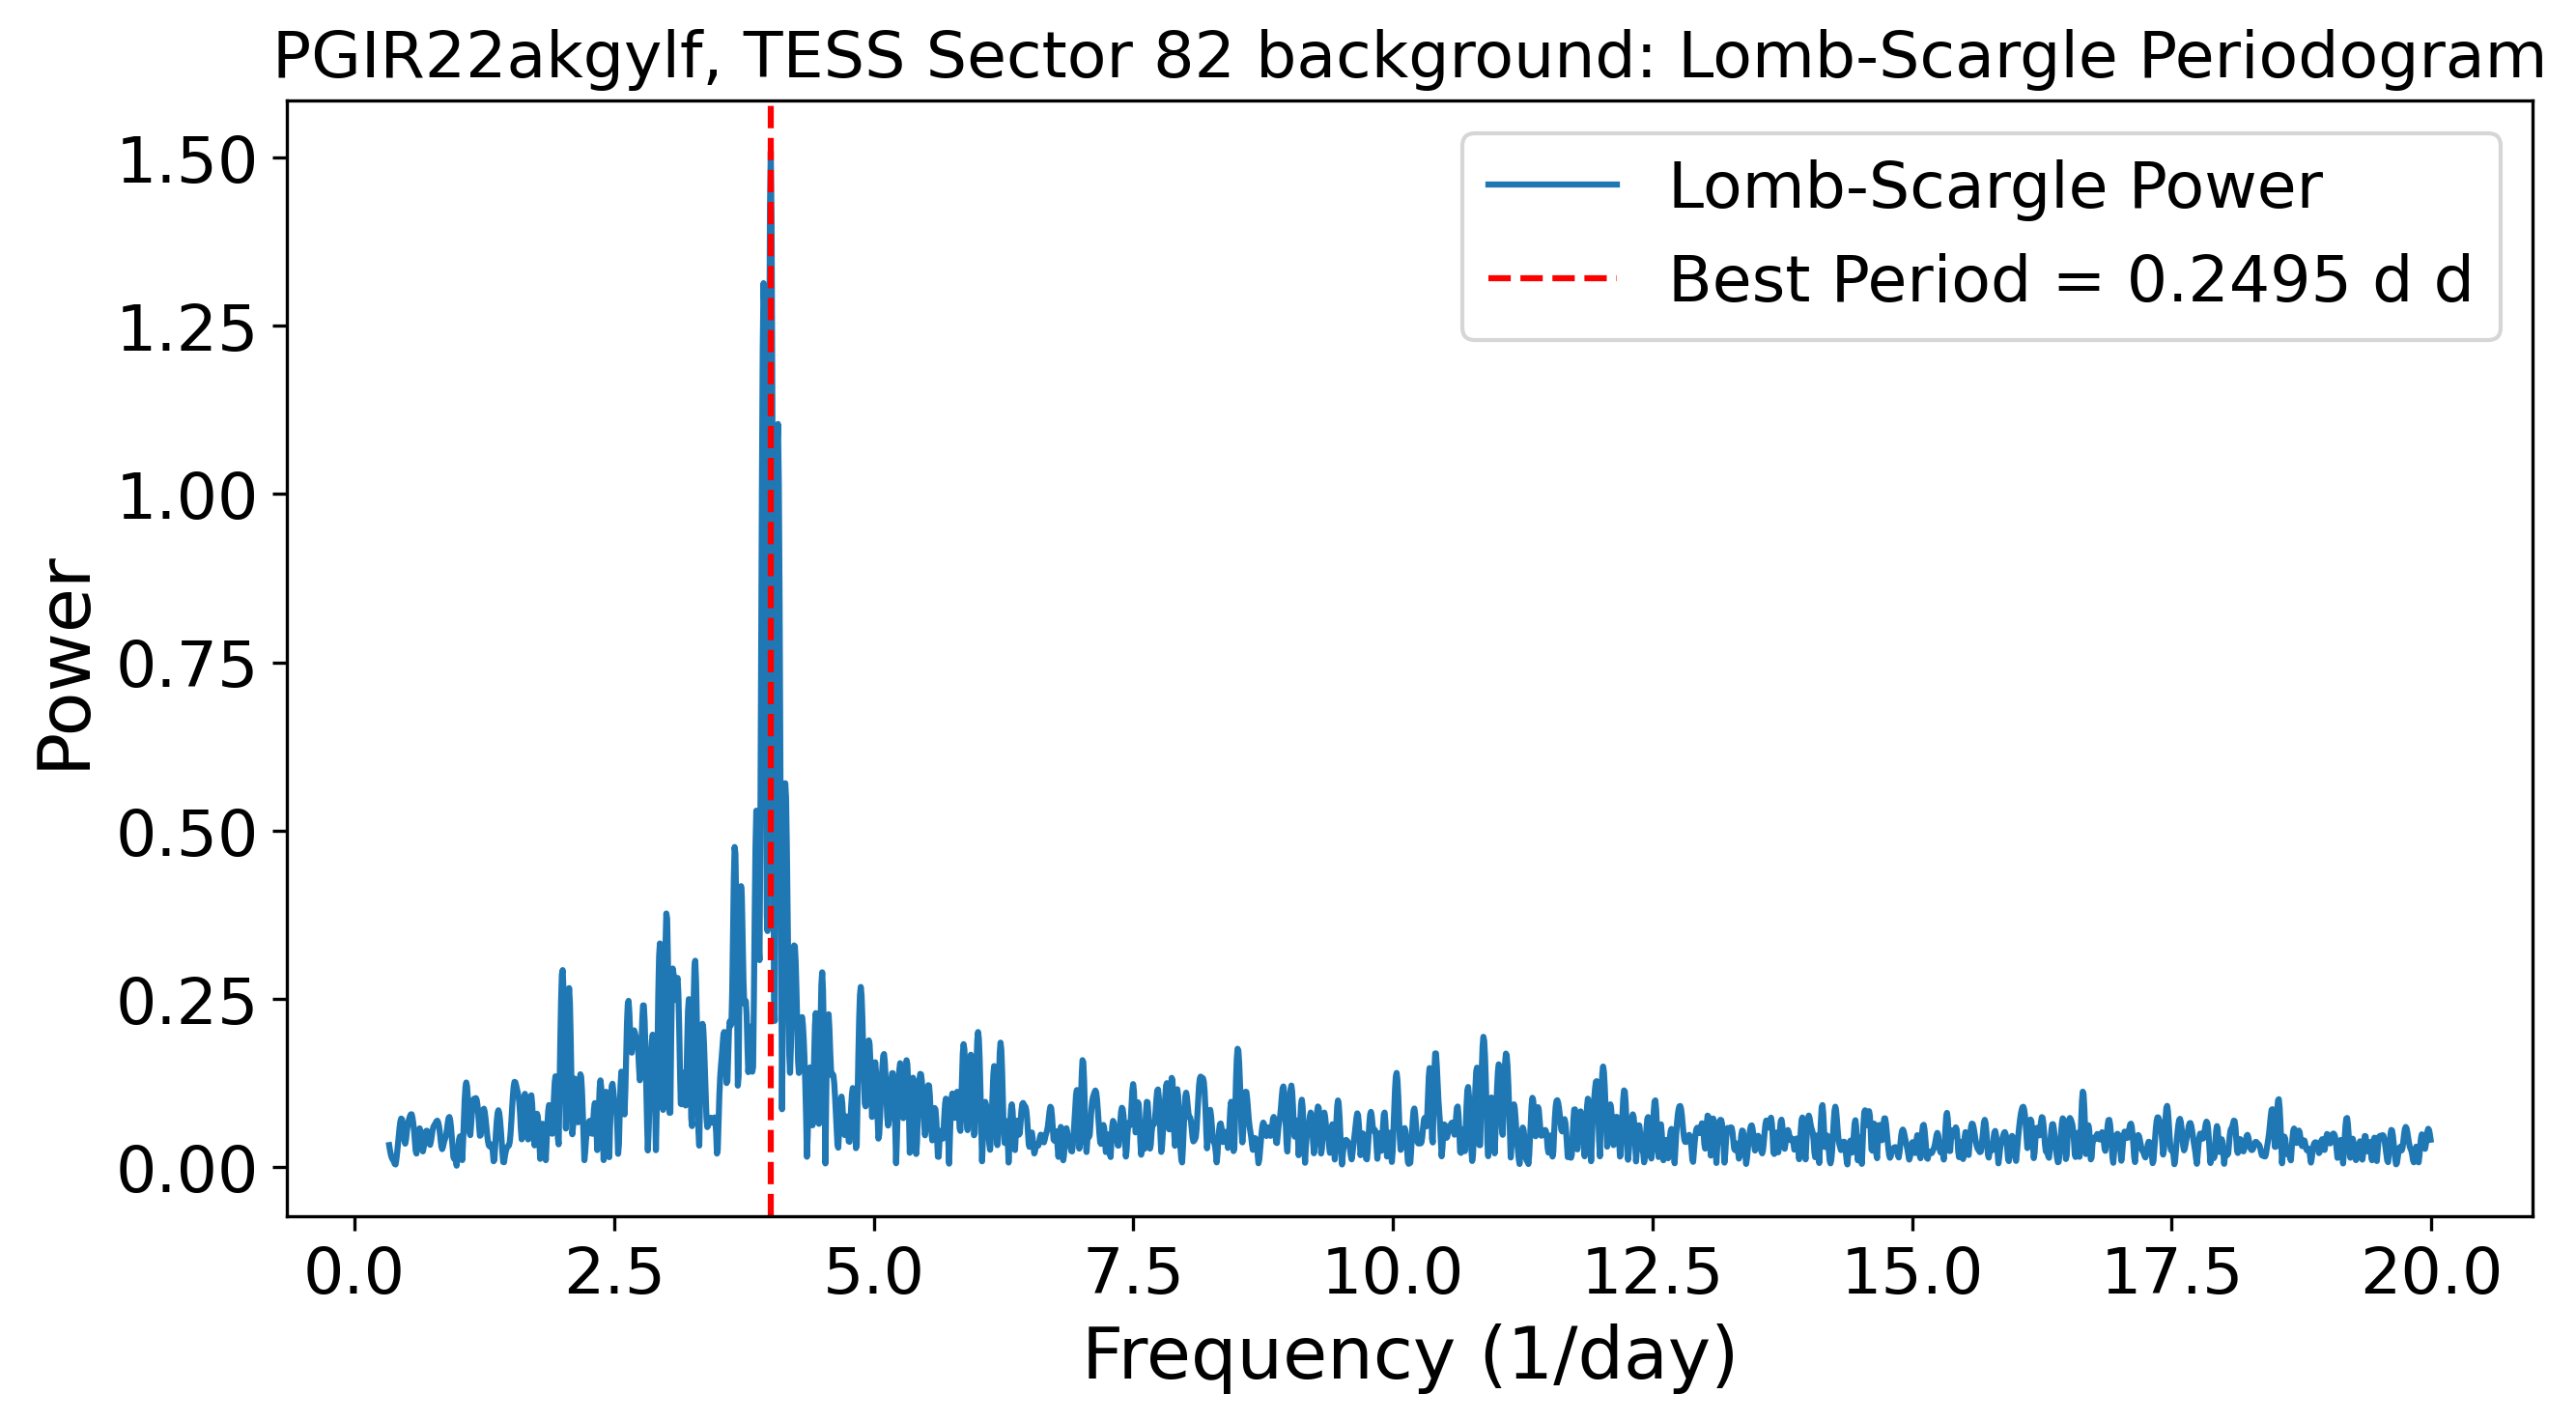 PGIR22akgylf, TESS Sector 82 background: Lomb-Scargle Periodogram
Lomb-Scargle Power
Best Period = 0.2495 d d
Power
1.50
1.25
1.00
0.75
0.50
0.25
0.00
0.0 2.5 5.0 7.5 10.0 12.5 15.0 17.5 20.0
Frequency (1/day)